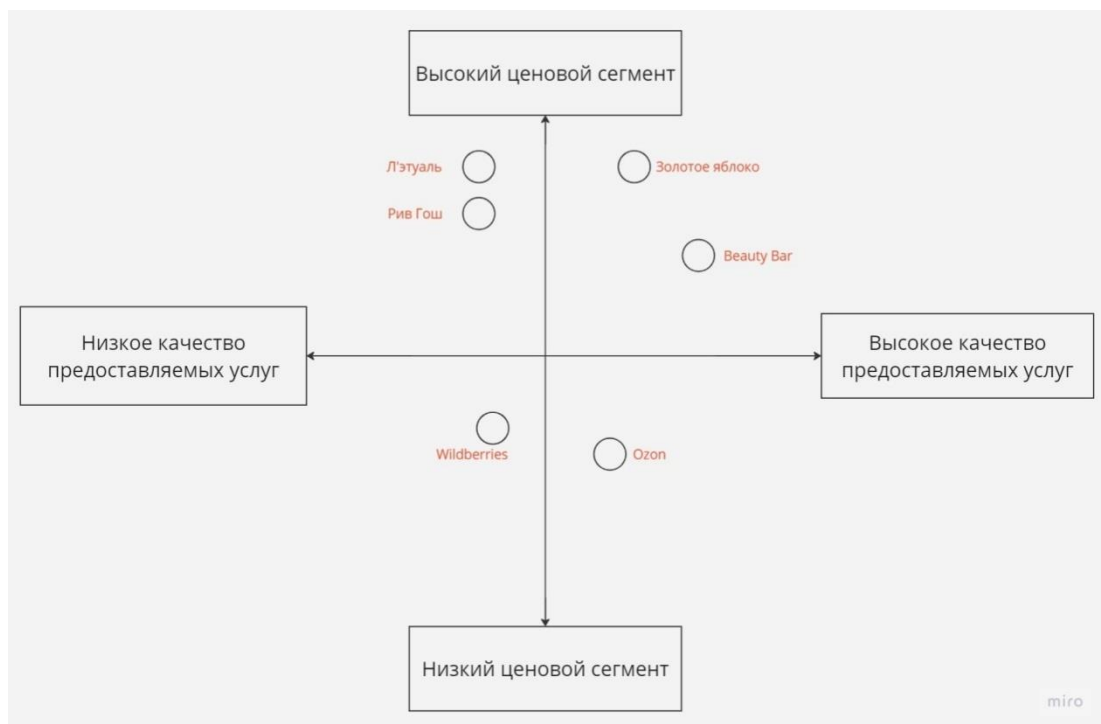 Высокий ценовой сегмент
Л'этуаль
Золотое яблоко
Рив Гош
Beauty Bar
Низкое качество
предоставляемых услуг
Высокое качество
предоставляемых услуг
Wildberries
Ozon
Низкий ценовой сегмент
miro